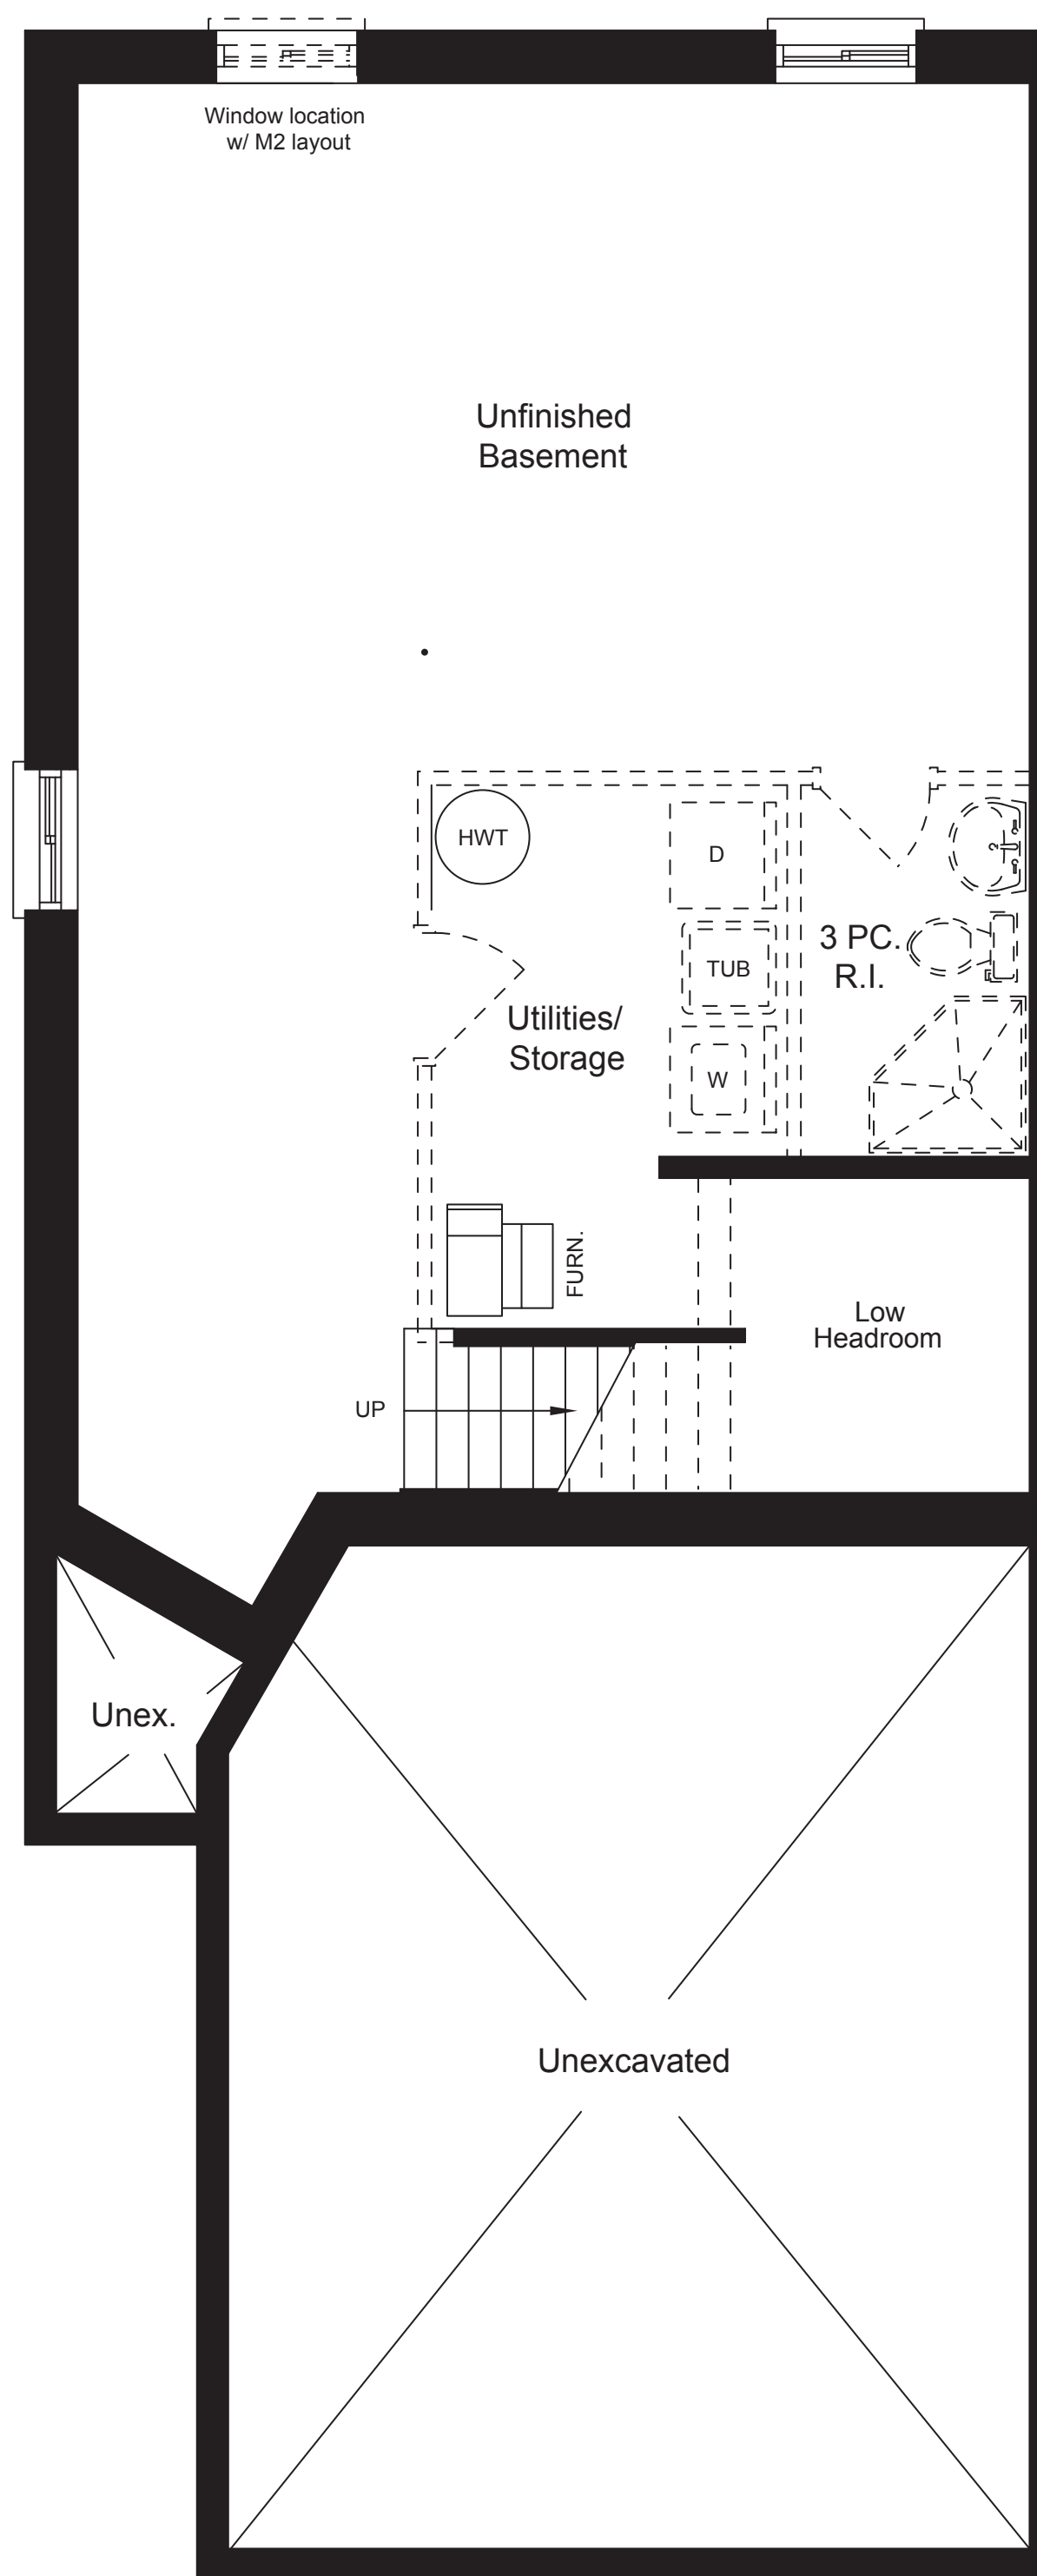 Window location
w/ M2 layout
Unfinished
Basement
HWT
D
3 PC.
R.I.
TUB
Utilities/
Storage
W
FURN.
Low
Headroom
UP
Unex.
Unexcavated